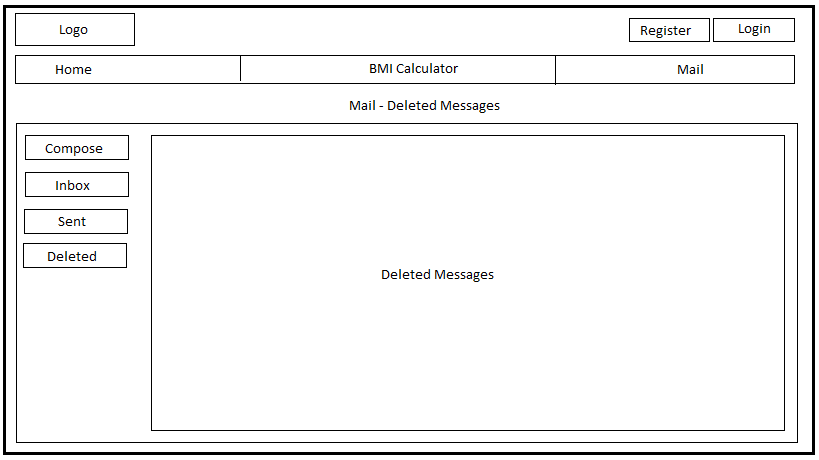 Logo
Register
Login
Home
BMI Calculator
Mail
Mail - Deleted Messages
Compose
Inbox
Sent
Deleted
Deleted Messages